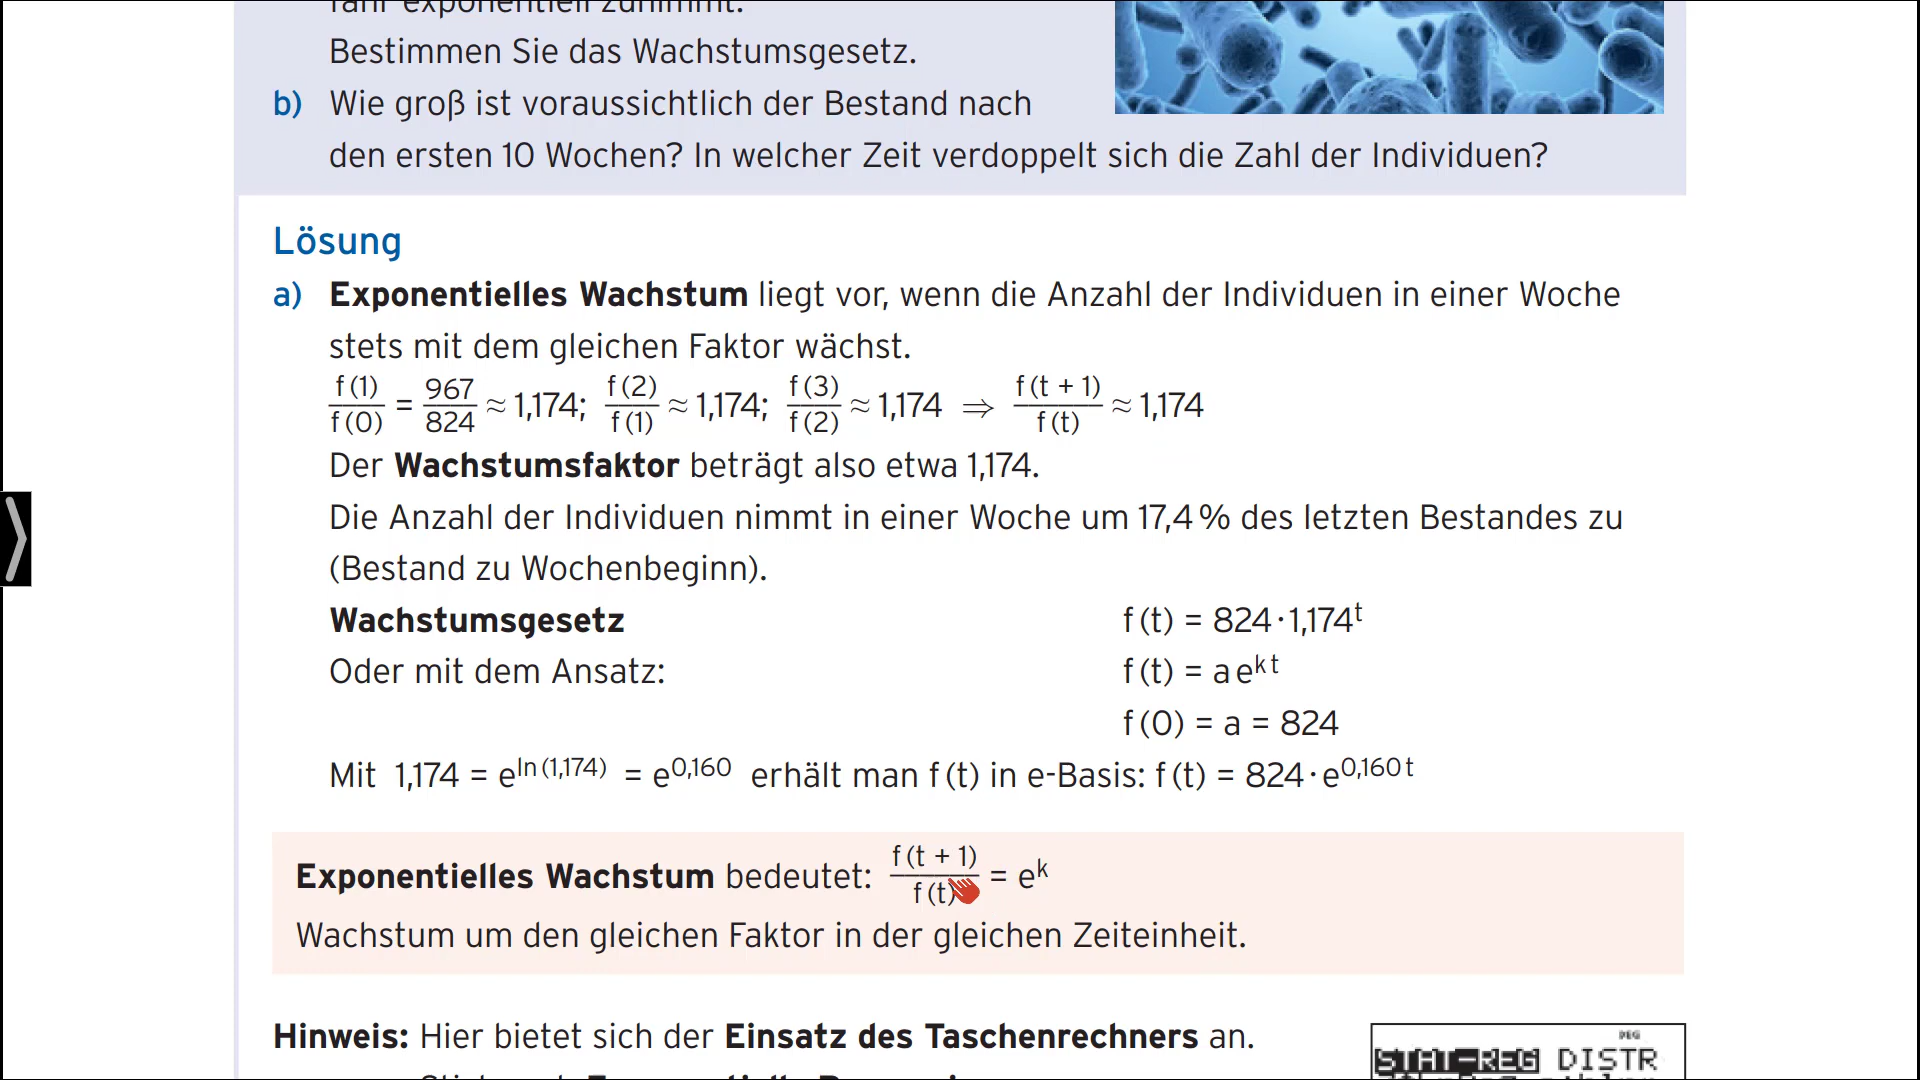 fähr exponentiell zunimmt.
Bestimmen Sie das Wachstumsgesetz.
b) Wie groß ist voraussichtlich der Bestand nach
den ersten 10 Wochen? In welcher Zeit verdoppelt sich die Zahl der Individuen?
Lösung
a) Exponentielles Wachstum liegt vor, wenn die Anzahl der Individuen in einer Woche
stets mit dem gleichen Faktor wächst.
f(1)/f(0) = 967/824 ≈ 1,174; f(2)/f(1) ≈ 1,174; f(3)/f(2) ≈ 1,174 ⇒ f(t + 1)/f(t) ≈ 1,174
Der Wachstumsfaktor beträgt also etwa 1,174.
Die Anzahl der Individuen nimmt in einer Woche um 17,4 % des letzten Bestandes zu
(Bestand zu Wochenbeginn).
Wachstumsgesetz f(t) = 824 · 1,174^t
Oder mit dem Ansatz: f(t) = a e^(k t)
f(0) = a = 824
Mit 1,174 = e^(ln(1,174)) = e^(0,160) erhält man f(t) in e-Basis: f(t) = 824 · e^(0,160 t)
Exponentielles Wachstum bedeutet: f(t + 1)/f(t) = e^k
Wachstum um den gleichen Faktor in der gleichen Zeiteinheit.
Hinweis: Hier bietet sich der Einsatz des Taschenrechners an.
DEG
STAT-REG DISTR